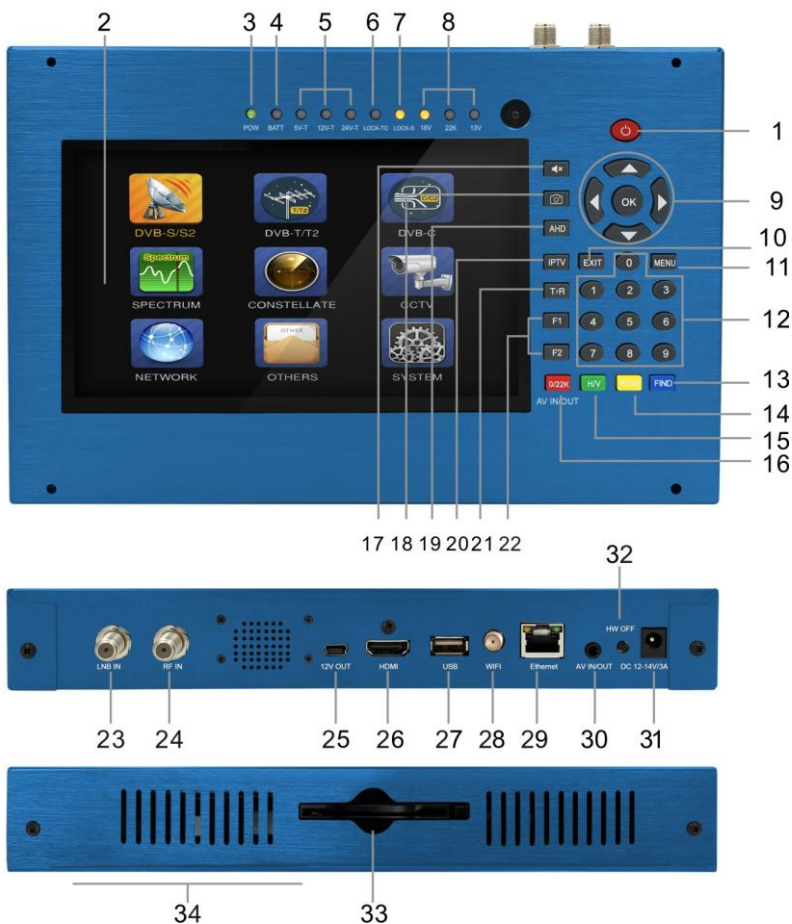 2 3 4 5 6 7 8
POW BATT 5V-T 12V-T 24V-T LOCK-TC LOCK-S 18V 22K 13V
1
T/T2 C/C2
OK
9
DVB-S/S2 DVB-T/T2 DVB-C
AHD
10
Spectrum
IPTV EXIT 0 MENU
11
SPECTRUM CONSTELLATE CCTV
T/R 1 2 3
12
F1 4 5 6
OTHER
F2 7 8 9
NETWORK OTHERS SYSTEM
0/22K H/V FIND
13
AV IN/OUT
14
15
16
17 18 19 20 21 22
32
HW OFF
LNB IN RF IN 12V OUT HDMI USB WIFI Ethernet AV IN/OUT DC 12-14V/3A
23 24 25 26 27 28 29 30 31
34 33